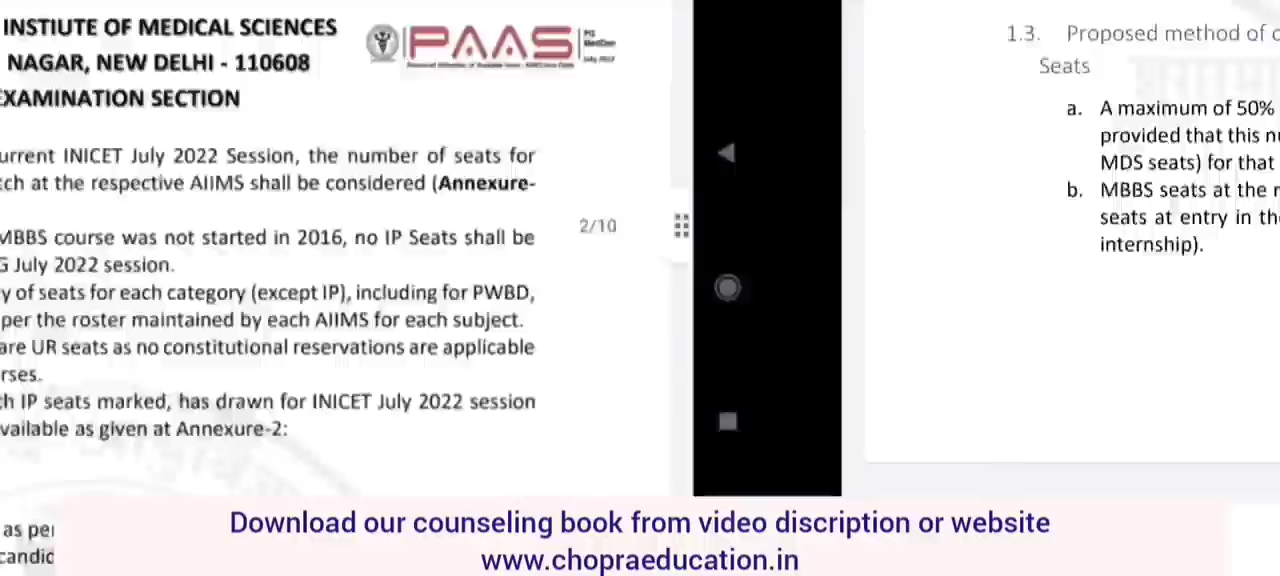 INSTIUTE OF MEDICAL SCIENCES
NAGAR, NEW DELHI - 110608
EXAMINATION SECTION
PAAS
PG
July 2022
urrent INICET July 2022 Session, the number of seats for
tch at the respective AIIMS shall be considered (Annexure-
MBBS course was not started in 2016, no IP Seats shall be
G July 2022 session.
y of seats for each category (except IP), including for PWBD,
per the roster maintained by each AIIMS for each subject.
are UR seats as no constitutional reservations are applicable
rses.
ch IP seats marked, has drawn for INICET July 2022 session
vailable as given at Annexure-2:
as per
candic
2/10
1.3. Proposed method of c
Seats
a. A maximum of 50%
provided that this nu
MDS seats) for that
b. MBBS seats at the r
seats at entry in the
internship).
Download our counseling book from video discription or website
www.chopraeducation.in